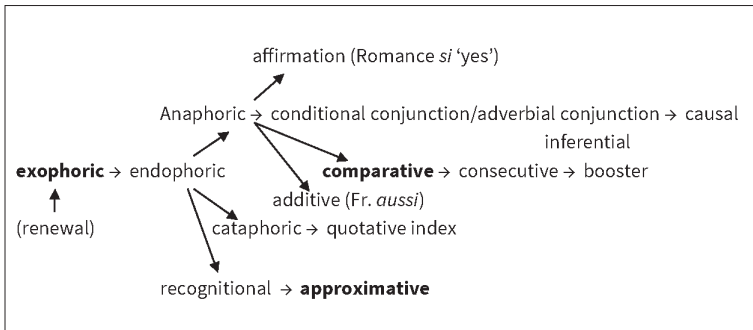 affirmation (Romance si ‘yes’)
Anaphoric → conditional conjunction/adverbial conjunction → causal
inferential
exophoric → endophoric
comparative → consecutive → booster
additive (Fr. aussi)
(renewal)
cataphoric → quotative index
recognitional → approximative